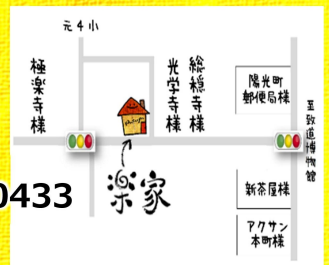 元4小
極楽寺様
光学寺様
総穏寺様
陽光町
郵便局様
至致道博物館
楽家
新茶屋様
アクサン
本町様
0433